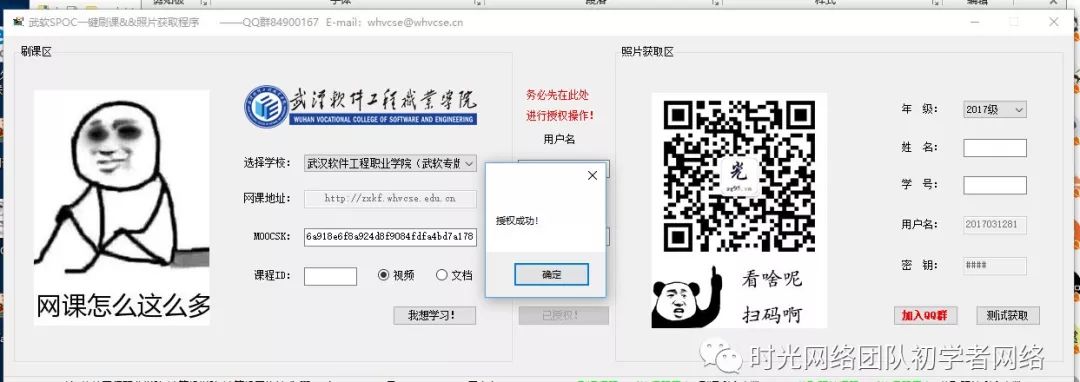 武软SPOC一键刷课&&照片获取程序 ——QQ群84900167 E-mail: whvcse@whvcse.cn
刷课区
网课怎么这么多
武汉软件工程职业学院
WUHAN VOCATIONAL COLLEGE OF SOFTWARE AND ENGINEERING
选择学校:
武汉软件工程职业学院（武软专版
网课地址:
http://zxkf.whvcse.edu.cn
MOOCSK:
6a918e6f8a924d8f9084fdfa4bd7a178
课程ID:
视频
文档
我想学习!
务必先在此处
进行授权操作!
用户名
授权成功!
确定
已授权!
照片获取区
光
看啥呢
扫码啊
年 级:
2017级
姓 名:
学 号:
用户名:
2017031281
密 钥:
####
加入QQ群
测试获取
时光网络团队初学者网络